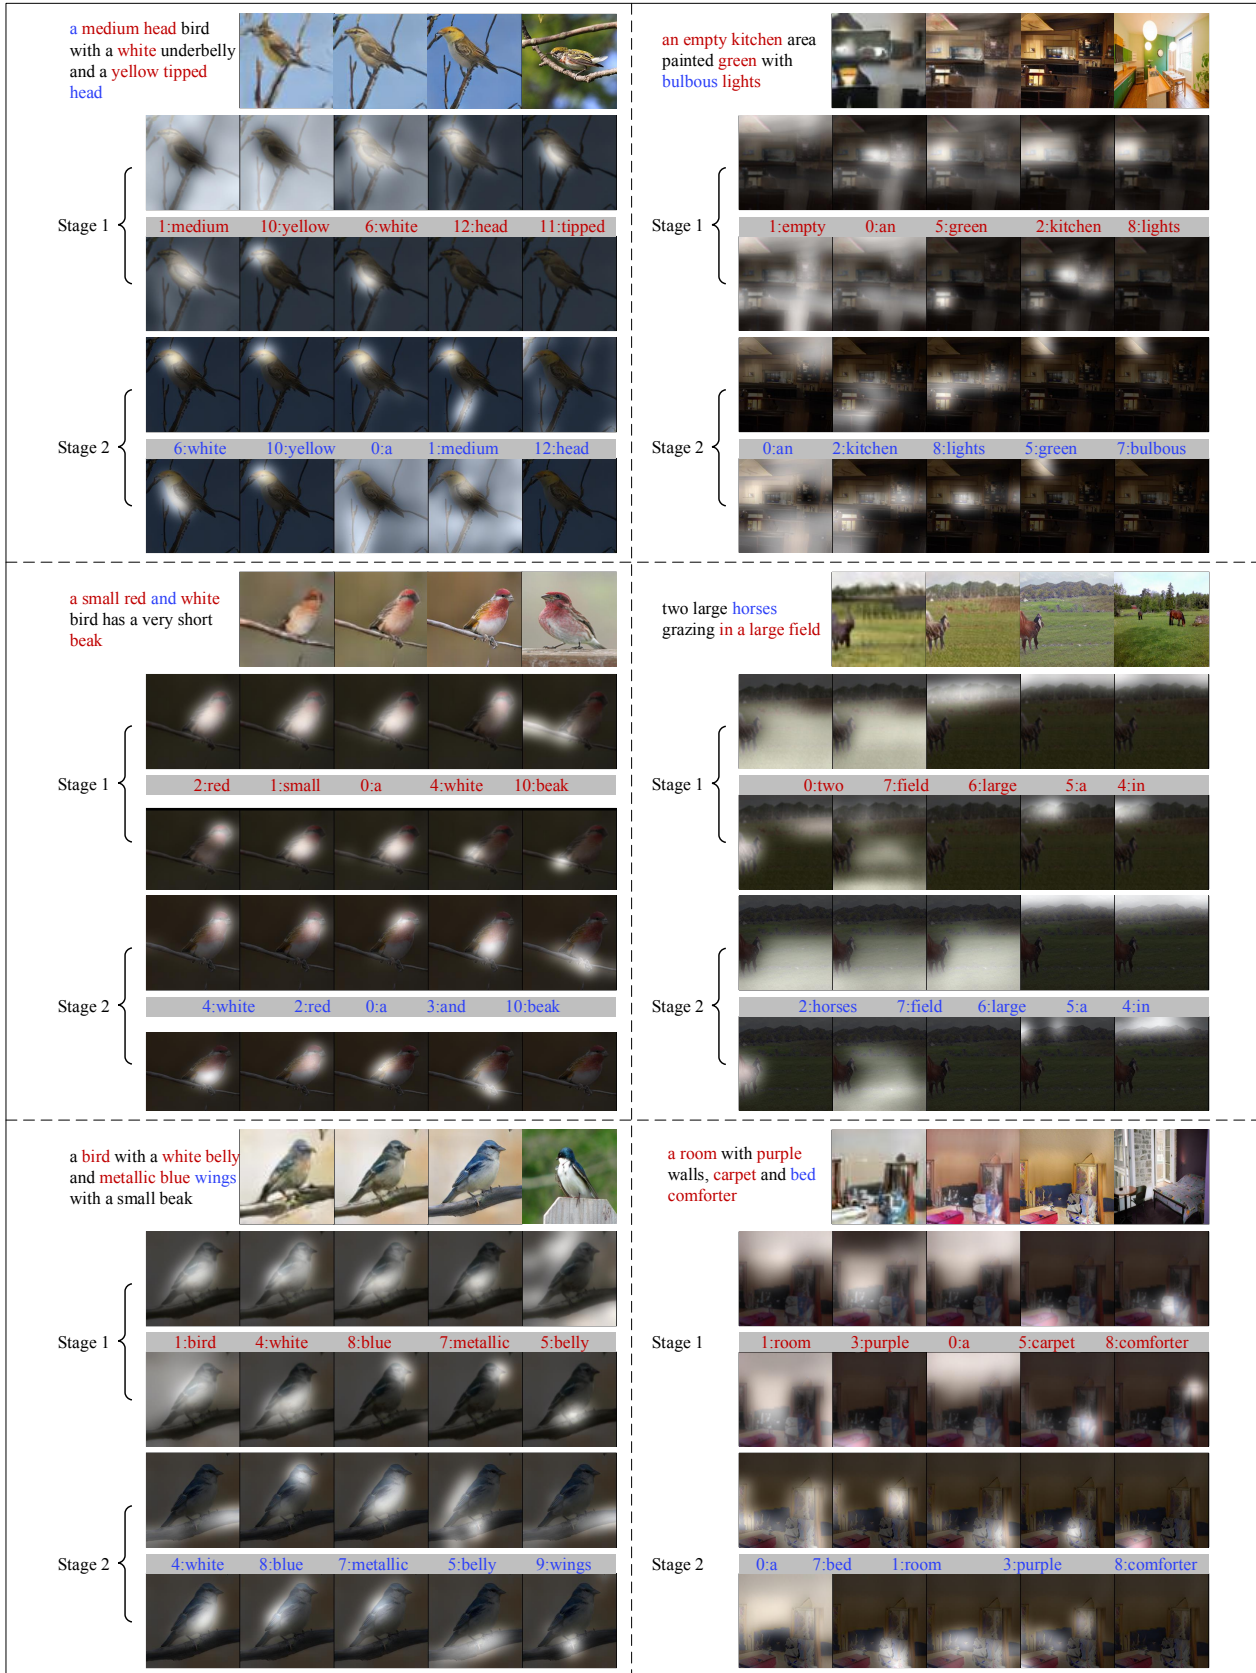 a medium head bird
with a white underbelly
and a yellow tipped
head
Stage 1
1:medium 10:yellow 6:white 12:head 11:tipped
Stage 2
6:white 10:yellow 0:a 1:medium 12:head
an empty kitchen area
painted green with
bulbous lights
Stage 1
1:empty 0:an 5:green 2:kitchen 8:lights
Stage 2
0:an 2:kitchen 8:lights 5:green 7:bulbous
a small red and white
bird has a very short
beak
Stage 1
2:red 1:small 0:a 4:white 10:beak
Stage 2
4:white 2:red 0:a 3:and 10:beak
two large horses
grazing in a large field
Stage 1
0:two 7:field 6:large 5:a 4:in
Stage 2
2:horses 7:field 6:large 5:a 4:in
a bird with a white belly
and metallic blue wings
with a small beak
Stage 1
1:bird 4:white 8:blue 7:metallic 5:belly
Stage 2
4:white 8:blue 7:metallic 5:belly 9:wings
a room with purple
walls, carpet and bed
comforter
Stage 1
1:room 3:purple 0:a 5:carpet 8:comforter
Stage 2
0:a 7:bed 1:room 3:purple 8:comforter